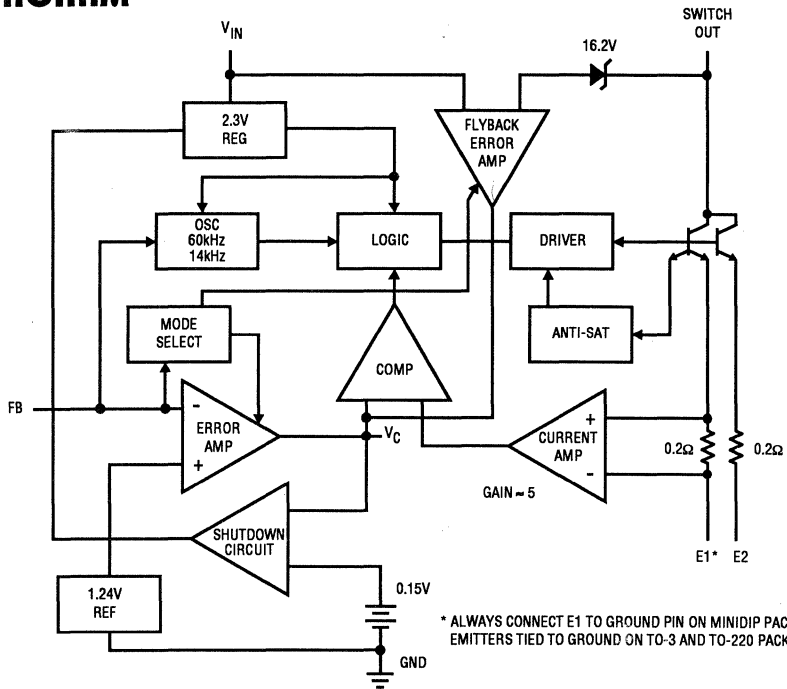 SWITCH
OUT
VIN
16.2V
2.3V
REG
FLYBACK
ERROR
AMP
OSC
60kHz
14kHz
LOGIC
DRIVER
MODE
SELECT
ANTI-SAT
COMP
FB
-
ERROR
AMP
+
VC
+
CURRENT
AMP
-
0.2Ω
0.2Ω
GAIN ≈ 5
SHUTDOWN
CIRCUIT
E1* E2
1.24V
REF
0.15V
GND
* ALWAYS CONNECT E1 TO GROUND PIN ON MINIDIP PAC
EMITTERS TIED TO GROUND ON TO-3 AND TO-220 PACK